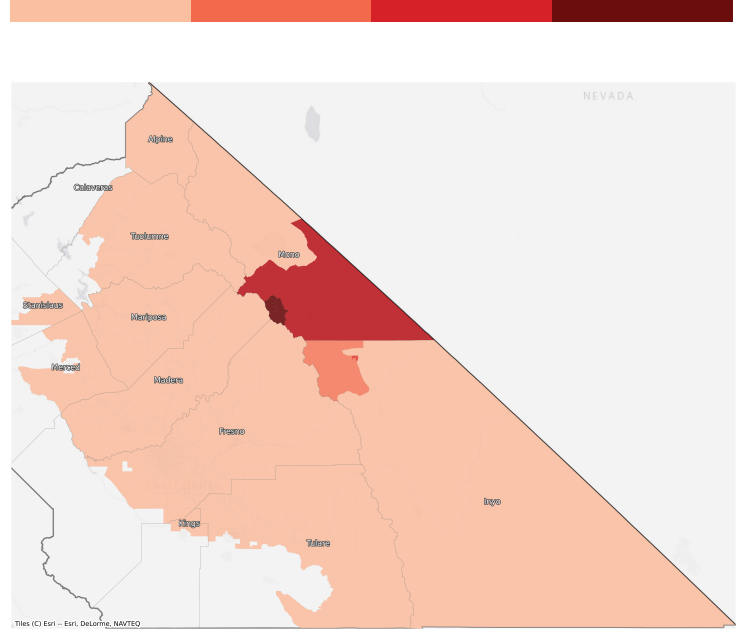 NEVADA
Alpine
Calaveras
Tuolumne
Mono
Stanislaus
Mariposa
Merced
Madera
Fresno
Inyo
Kings
Tulare
Tiles (C) Esri -- Esri, DeLorme, NAVTEQ